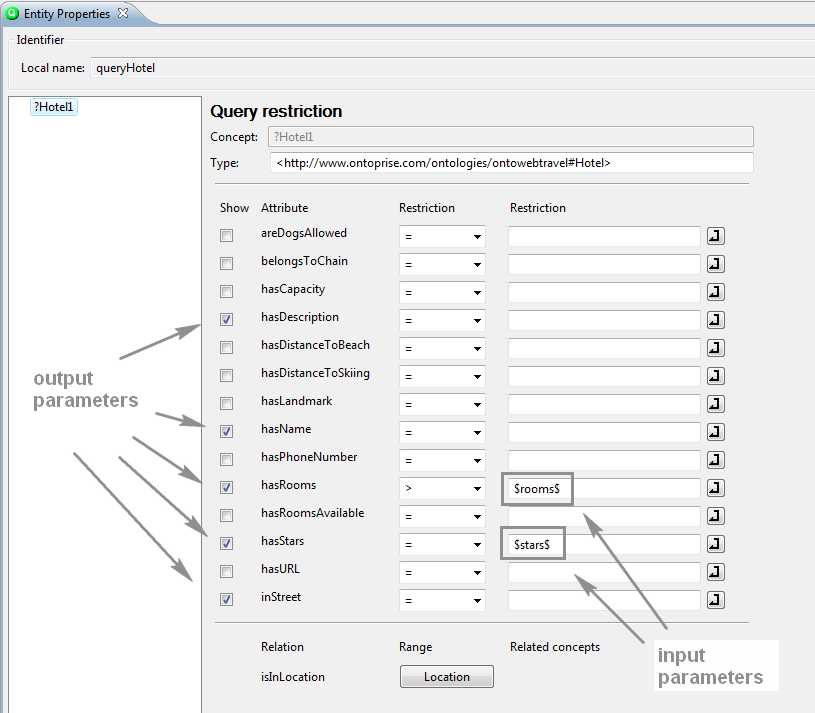 Entity Properties
Identifier
Local name: queryHotel
?Hotel1
Query restriction
Concept: ?Hotel1
Type: <http://www.ontoprise.com/ontologies/ontowebtravel#Hotel>
Show Attribute Restriction Restriction
areDogsAllowed =
belongsToChain =
hasCapacity =
hasDescription =
hasDistanceToBeach =
hasDistanceToSkiing =
hasLandmark =
hasName =
hasPhoneNumber =
hasRooms > $rooms$
hasRoomsAvailable =
hasStars = $stars$
hasURL =
inStreet =
Relation Range Related concepts
isInLocation Location
output
parameters
input
parameters